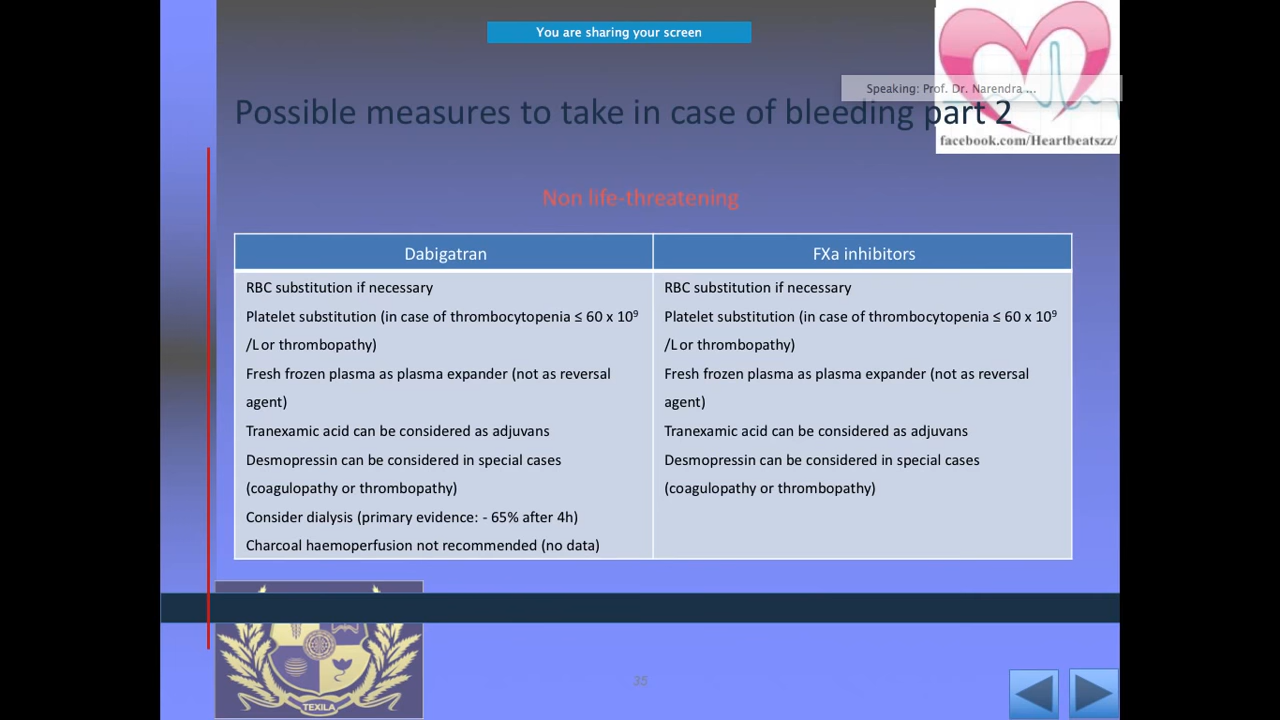 You are sharing your screen
Speaking: Prof. Dr. Narendra ...
Possible measures to take in case of bleeding part 2
facebook.com/Heartbeatszz/
Non life-threatening
Dabigatran
RBC substitution if necessary
Platelet substitution (in case of thrombocytopenia ≤ 60 x 10⁹
/L or thrombopathy)
Fresh frozen plasma as plasma expander (not as reversal
agent)
Tranexamic acid can be considered as adjuvans
Desmopressin can be considered in special cases
(coagulopathy or thrombopathy)
Consider dialysis (primary evidence: - 65% after 4h)
Charcoal haemoperfusion not recommended (no data)
FXa inhibitors
RBC substitution if necessary
Platelet substitution (in case of thrombocytopenia ≤ 60 x 10⁹
/L or thrombopathy)
Fresh frozen plasma as plasma expander (not as reversal
agent)
Tranexamic acid can be considered as adjuvans
Desmopressin can be considered in special cases
(coagulopathy or thrombopathy)
TEXILA
35